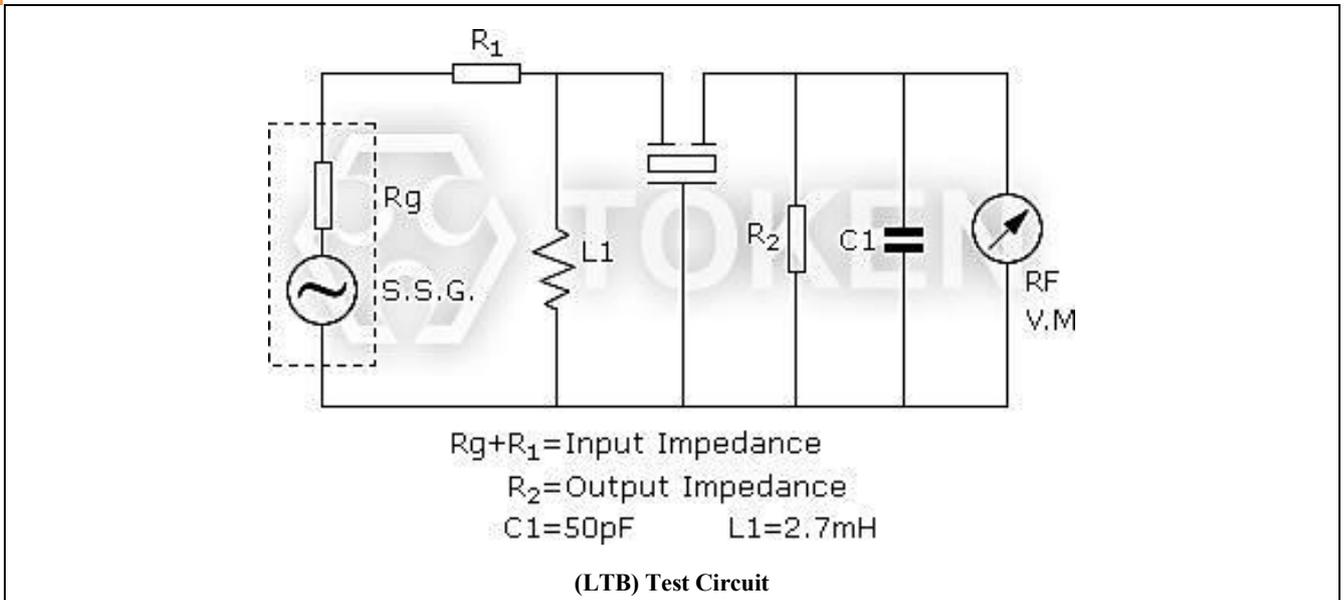 R₁
Rg
S.S.G.
L1
TOKEN
R₂
C1
RF
V.M
Rg+R₁=Input Impedance
R₂=Output Impedance
C1=50pF L1=2.7mH
(LTB) Test Circuit